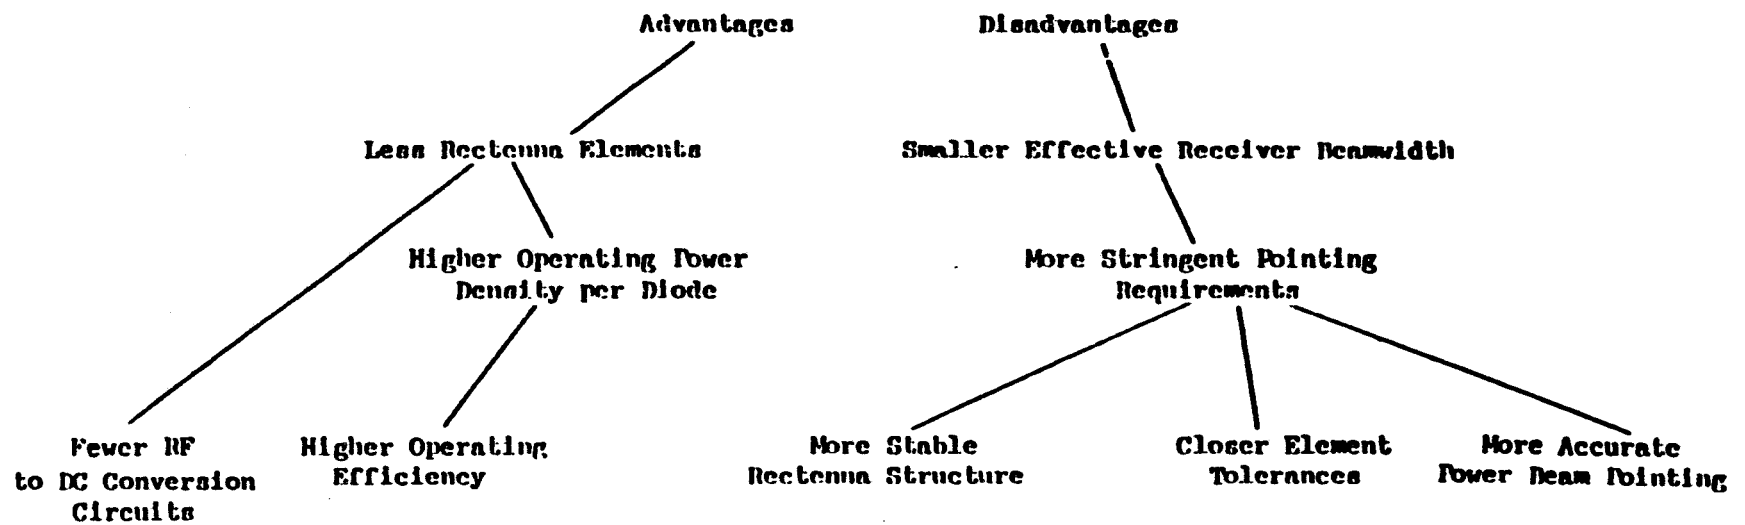 Advantages
Disadvantages
Less Rectenna Elements
Smaller Effective Receiver Beamwidth
Higher Operating Power
Density per Diode
More Stringent Pointing
Requirements
Fewer RF
to DC Conversion
Circuits
Higher Operating
Efficiency
More Stable
Rectenna Structure
Closer Element
Tolerances
More Accurate
Power Beam Pointing